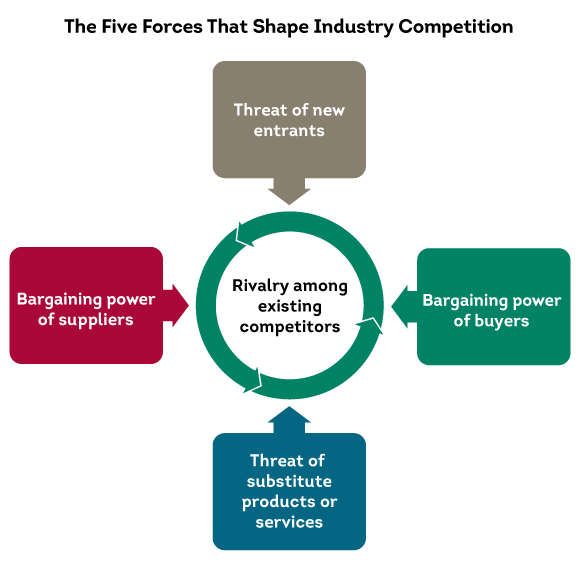 The Five Forces That Shape Industry Competition
Threat of new
entrants
Bargaining power
of suppliers
Rivalry among
existing
competitors
Bargaining power
of buyers
Threat of
substitute
products or
services